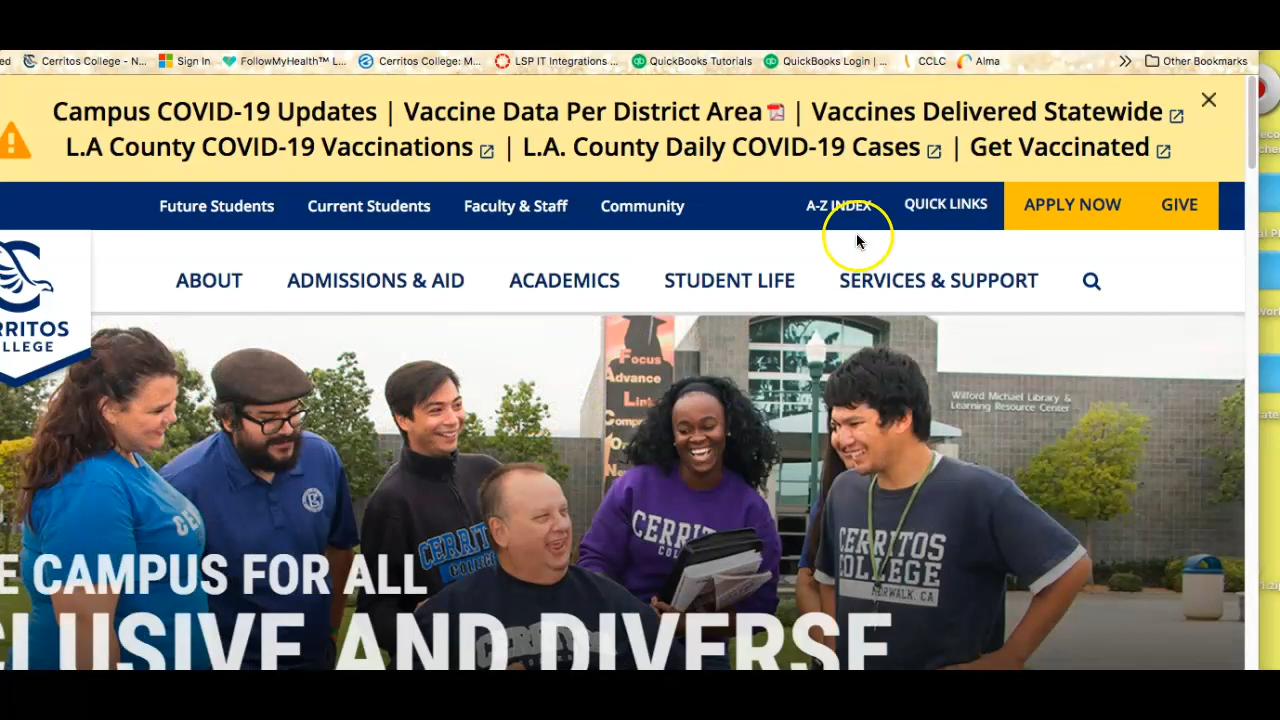 ed Cerritos College - N... Sign In FollowMyHealth™ L... Cerritos College: M... LSP IT Integrations ... QuickBooks Tutorials QuickBooks Login | ... CCLC Alma Other Bookmarks
Campus COVID-19 Updates | Vaccine Data Per District Area | Vaccines Delivered Statewide
L.A County COVID-19 Vaccinations | L.A. County Daily COVID-19 Cases | Get Vaccinated
Future Students Current Students Faculty & Staff Community A-Z INDEX QUICK LINKS APPLY NOW GIVE
ABOUT ADMISSIONS & AID ACADEMICS STUDENT LIFE SERVICES & SUPPORT
RRITOS
LLEGE
Focus
Advance
Link
Wilford Michael Library &
Learning Resource Center
CERRITOS
CERRITOS
COLLEGE
NORWALK, CA
CERRITOS
COLLEGE
E CAMPUS FOR ALL
CLUSIVE AND DIVERSE